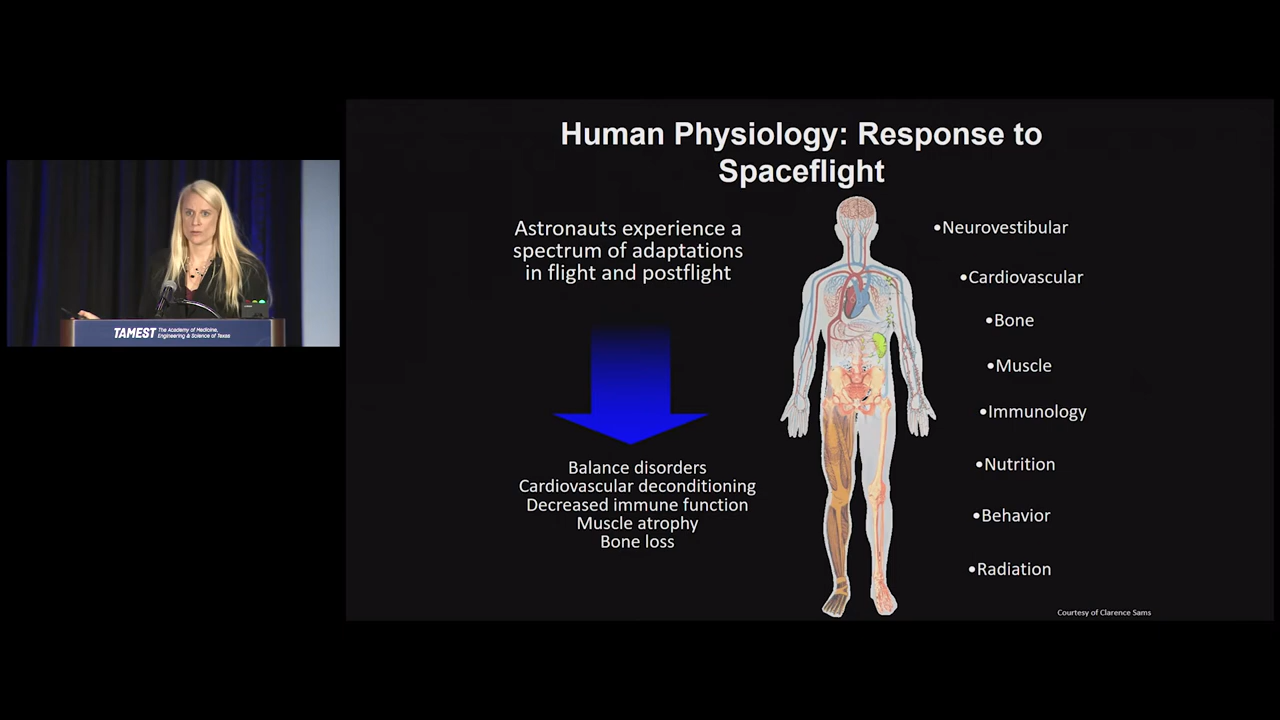 Human Physiology: Response to
Spaceflight
Astronauts experience a
spectrum of adaptations
in flight and postflight
Balance disorders
Cardiovascular deconditioning
Decreased immune function
Muscle atrophy
Bone loss
•Neurovestibular
•Cardiovascular
•Bone
•Muscle
•Immunology
•Nutrition
•Behavior
•Radiation
Courtesy of Clarence Sams
TAMEST The Academy of Medicine,
Engineering & Science of Texas